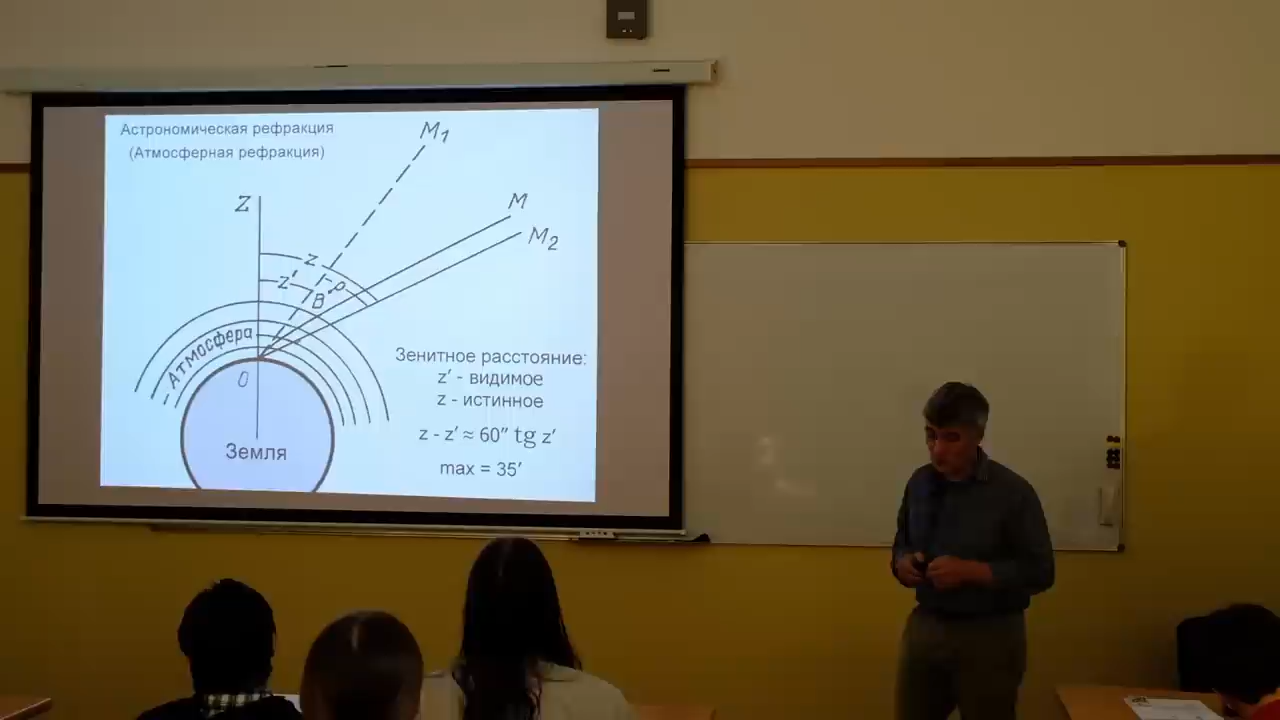 Астрономическая рефракция
(Атмосферная рефракция)
M₁
Z
M
M₂
z
z′
ρ
B
Атмосфера
O
Земля
Зенитное расстояние:
z′ - видимое
z - истинное
z - z′ ≈ 60″ tg z′
max = 35′